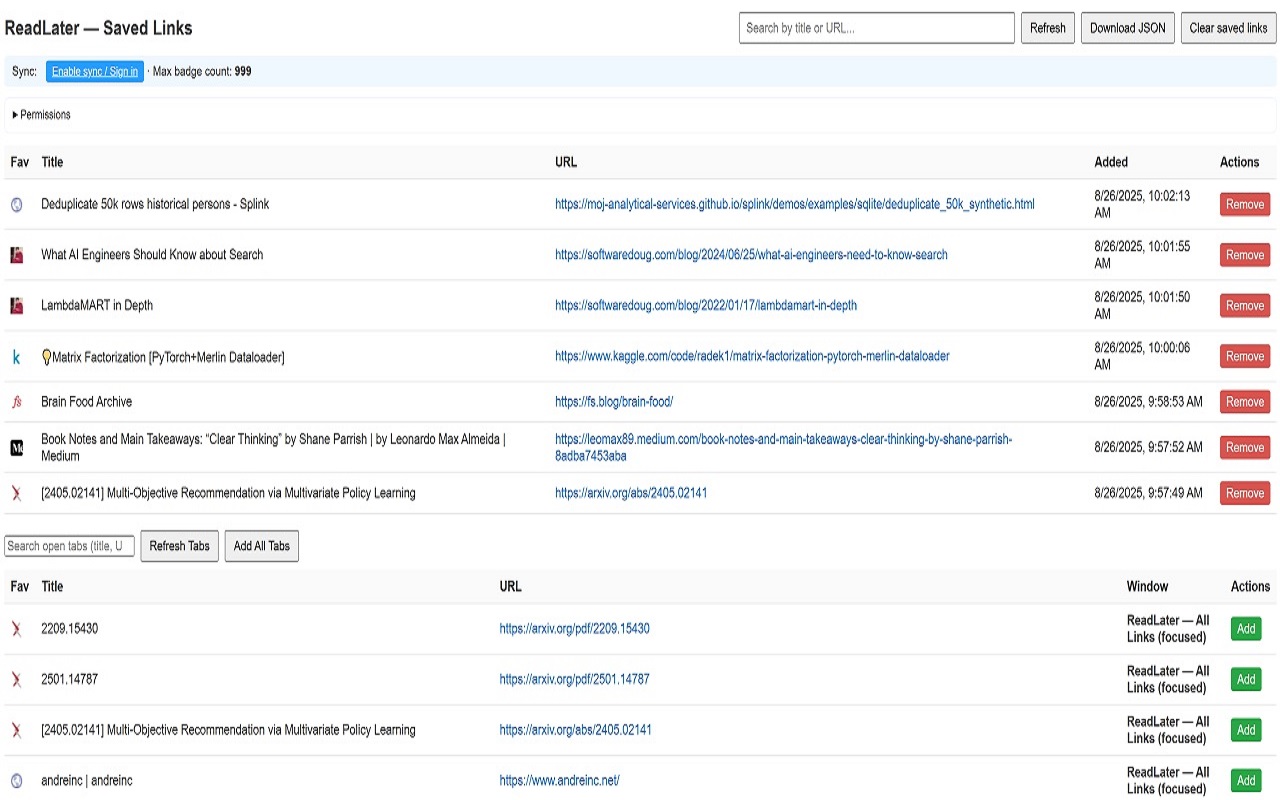 ReadLater — Saved Links
Search by title or URL...
Refresh
Download JSON
Clear saved links
Sync: Enable sync / Sign in · Max badge count: 999
▶ Permissions
Fav Title URL Added Actions
Deduplicate 50k rows historical persons - Splink https://moj-analytical-services.github.io/splink/demos/examples/sqlite/deduplicate_50k_synthetic.html 8/26/2025, 10:02:13
AM
Remove
What AI Engineers Should Know about Search https://softwaredoug.com/blog/2024/06/25/what-ai-engineers-need-to-know-search 8/26/2025, 10:01:55
AM
Remove
LambdaMART in Depth https://softwaredoug.com/blog/2022/01/17/lambdamart-in-depth 8/26/2025, 10:01:50
AM
Remove
k 💡Matrix Factorization [PyTorch+Merlin Dataloader] https://www.kaggle.com/code/radek1/matrix-factorization-pytorch-merlin-dataloader 8/26/2025, 10:00:06
AM
Remove
fs Brain Food Archive https://fs.blog/brain-food/ 8/26/2025, 9:58:53 AM Remove
Book Notes and Main Takeaways: “Clear Thinking” by Shane Parrish | by Leonardo Max Almeida |
Medium
https://leomax89.medium.com/book-notes-and-main-takeaways-clear-thinking-by-shane-parrish-
8adba7453aba
8/26/2025, 9:57:52 AM Remove
[2405.02141] Multi-Objective Recommendation via Multivariate Policy Learning https://arxiv.org/abs/2405.02141 8/26/2025, 9:57:49 AM Remove
Search open tabs (title, U
Refresh Tabs
Add All Tabs
Fav Title URL Window Actions
2209.15430 https://arxiv.org/pdf/2209.15430 ReadLater — All
Links (focused)
Add
2501.14787 https://arxiv.org/pdf/2501.14787 ReadLater — All
Links (focused)
Add
[2405.02141] Multi-Objective Recommendation via Multivariate Policy Learning https://arxiv.org/abs/2405.02141 ReadLater — All
Links (focused)
Add
andreinc | andreinc https://www.andreinc.net/ ReadLater — All
Links (focused)
Add